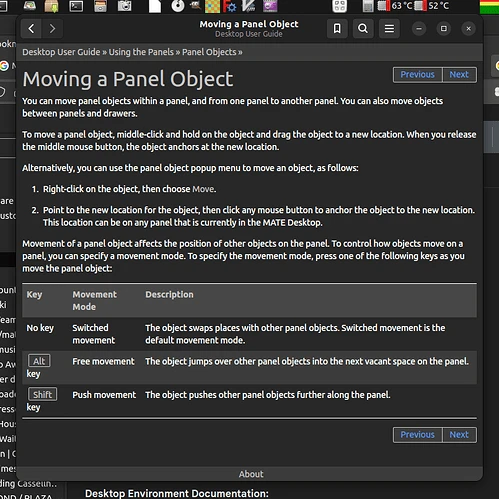 63 °C
52 °C
Moving a Panel Object
Desktop User Guide
Desktop User Guide » Using the Panels » Panel Objects »
Moving a Panel Object
Previous
Next
You can move panel objects within a panel, and from one panel to another panel. You can also move objects
between panels and drawers.
To move a panel object, middle-click and hold on the object and drag the object to a new location. When you release
the middle mouse button, the object anchors at the new location.
Alternatively, you can use the panel object popup menu to move an object, as follows:
1. Right-click on the object, then choose Move.
2. Point to the new location for the object, then click any mouse button to anchor the object to the new location.
This location can be on any panel that is currently in the MATE Desktop.
Movement of a panel object affects the position of other objects on the panel. To control how objects move on a
panel, you can specify a movement mode. To specify the movement mode, press one of the following keys as you
move the panel object:
Key Movement Mode Description
No key Switched movement The object swaps places with other panel objects. Switched movement is the
default movement mode.
Alt key Free movement The object jumps over other panel objects into the next vacant space on the panel.
Shift key Push movement The object pushes other panel objects further along the panel.
Previous
Next
About
Desktop Environment Documentation: